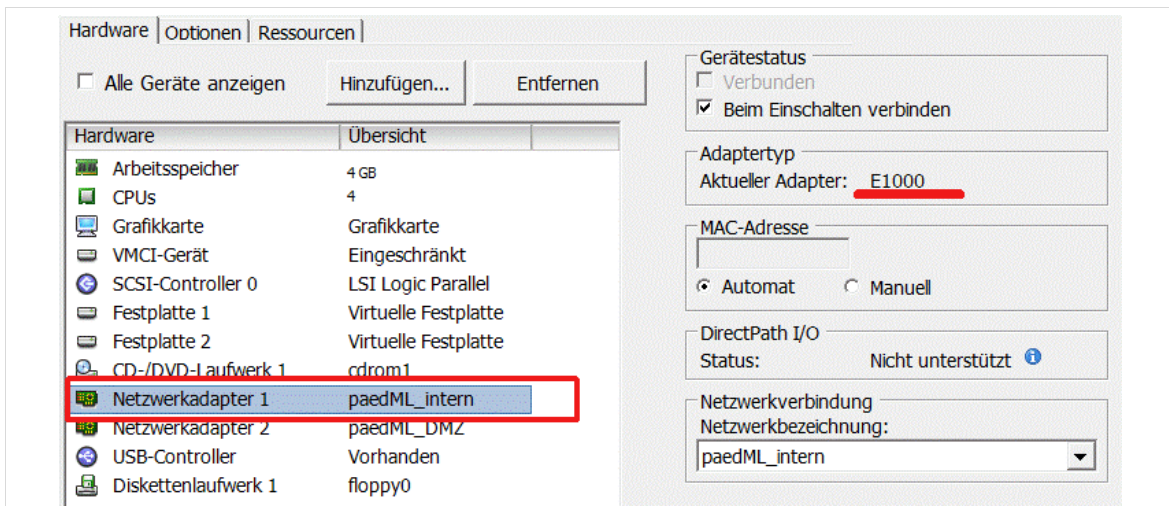 Hardware Optionen Ressourcen
Alle Geräte anzeigen Hinzufügen... Entfernen
Hardware Übersicht
Arbeitsspeicher 4 GB
CPUs 4
Grafikkarte Grafikkarte
VMCI-Gerät Eingeschränkt
SCSI-Controller 0 LSI Logic Parallel
Festplatte 1 Virtuelle Festplatte
Festplatte 2 Virtuelle Festplatte
CD-/DVD-Laufwerk 1 cdrom1
Netzwerkadapter 1 paedML_intern
Netzwerkadapter 2 paedML_DMZ
USB-Controller Vorhanden
Diskettenlaufwerk 1 floppy0
Gerätestatus
Verbunden
Beim Einschalten verbinden
Adaptertyp
Aktueller Adapter: E1000
MAC-Adresse
Automat Manuell
DirectPath I/O
Status: Nicht unterstützt
Netzwerkverbindung
Netzwerkbezeichnung:
paedML_intern